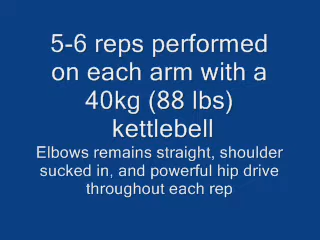 5-6 reps performed
on each arm with a
40kg (88 lbs)
kettlebell
Elbows remains straight, shoulder
sucked in, and powerful hip drive
throughout each rep